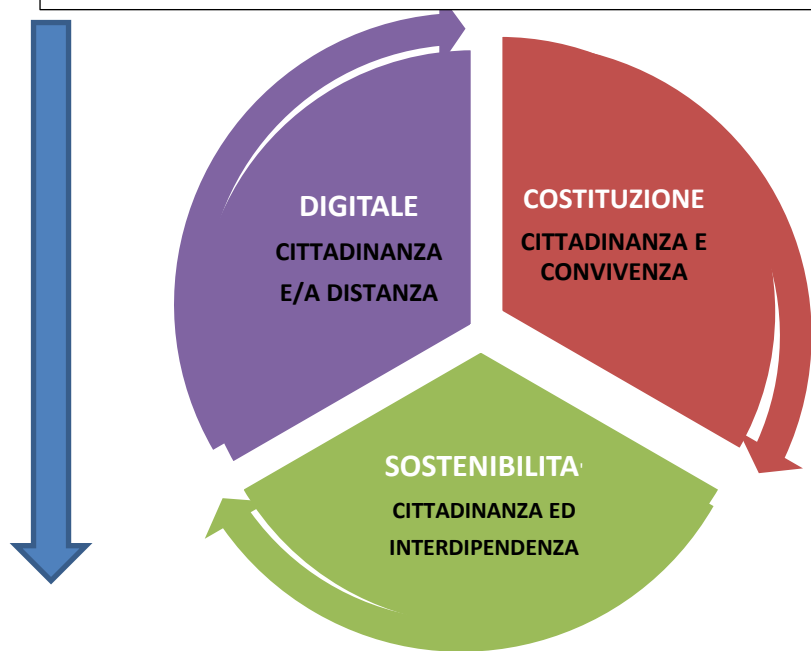 DIGITALE
CITTADINANZA
E/A DISTANZA
COSTITUZIONE
CITTADINANZA E
CONVIVENZA
SOSTENIBILITA'
CITTADINANZA ED
INTERDIPENDENZA